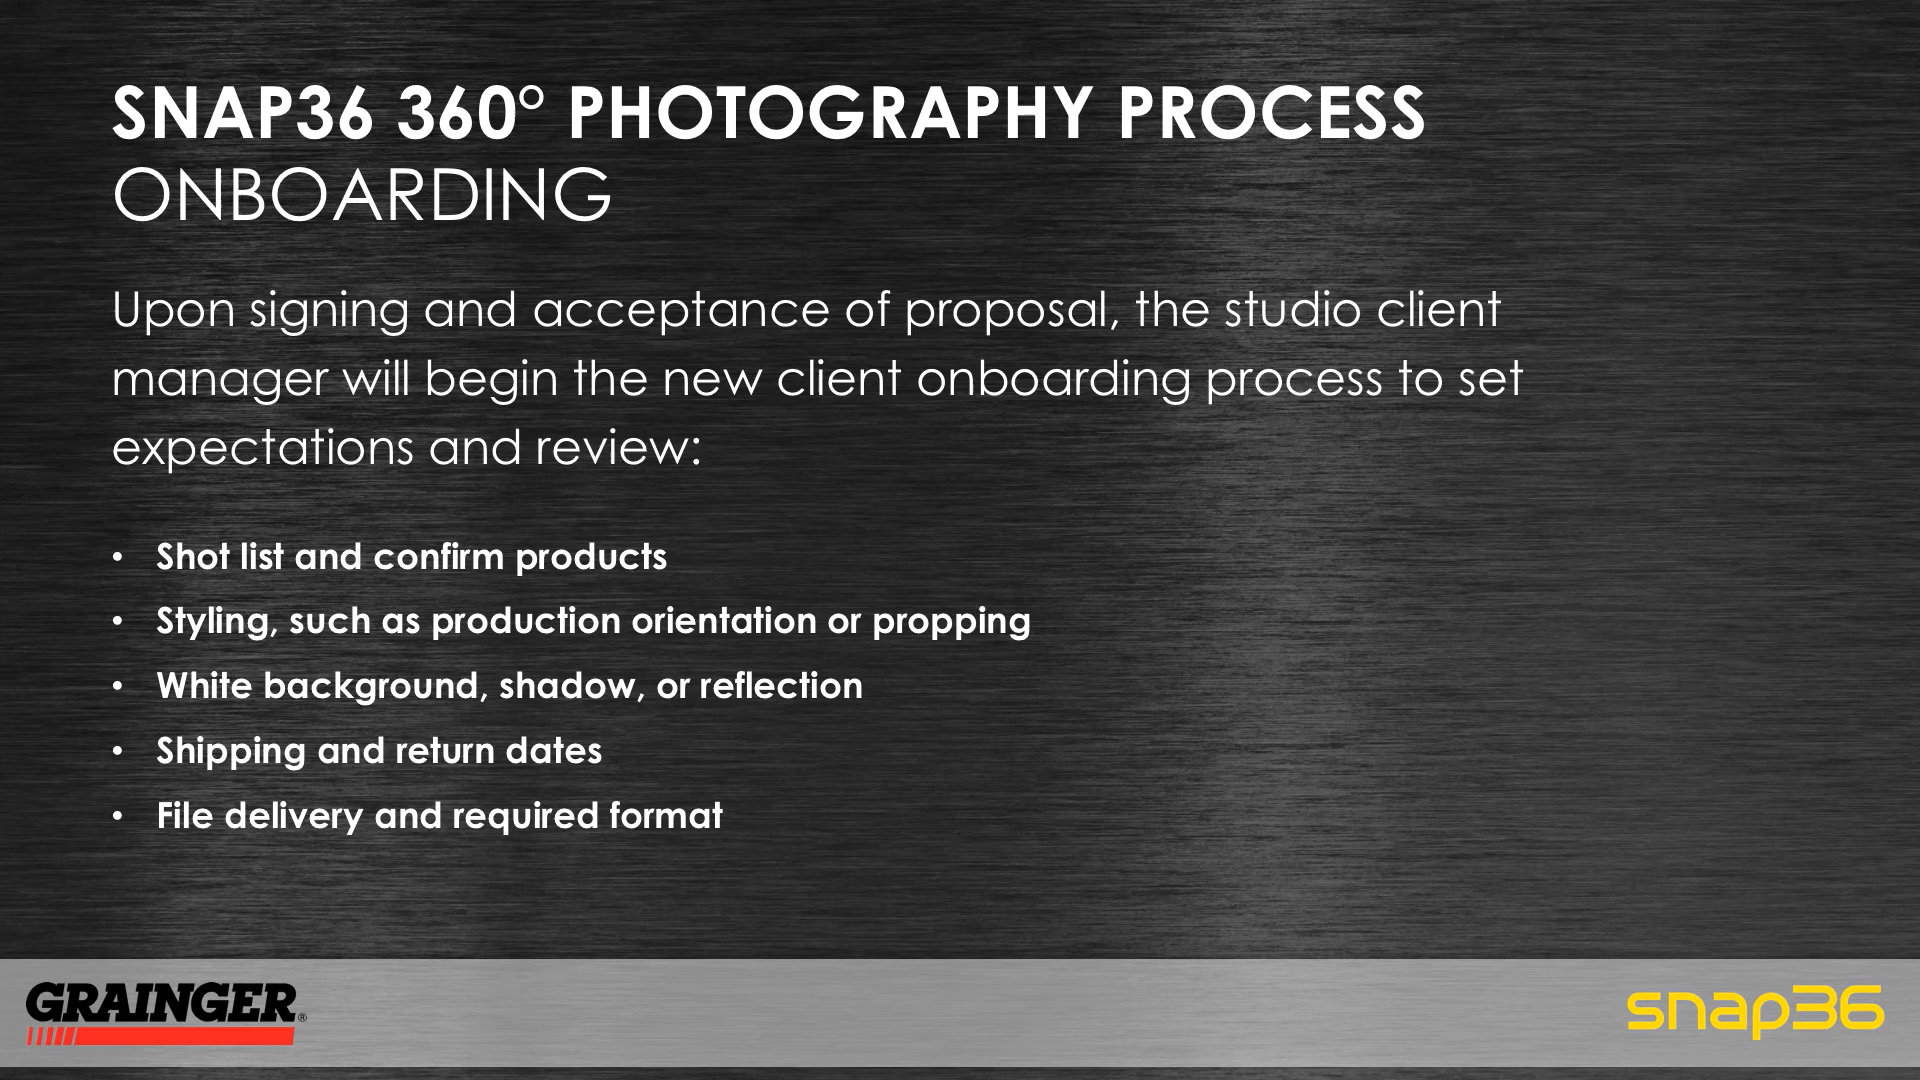 SNAP36 360° PHOTOGRAPHY PROCESS
ONBOARDING
Upon signing and acceptance of proposal, the studio client
manager will begin the new client onboarding process to set
expectations and review:
• Shot list and confirm products
• Styling, such as production orientation or propping
• White background, shadow, or reflection
• Shipping and return dates
• File delivery and required format
GRAINGER®
snap36